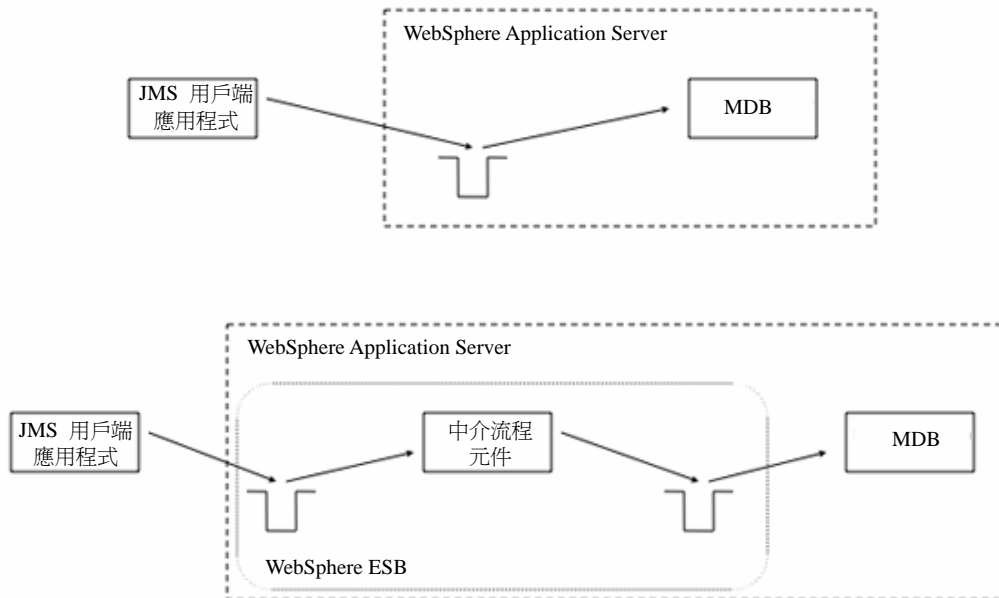 WebSphere Application Server
JMS 用戶端
應用程式
MDB
WebSphere Application Server
JMS 用戶端
應用程式
中介流程
元件
MDB
WebSphere ESB